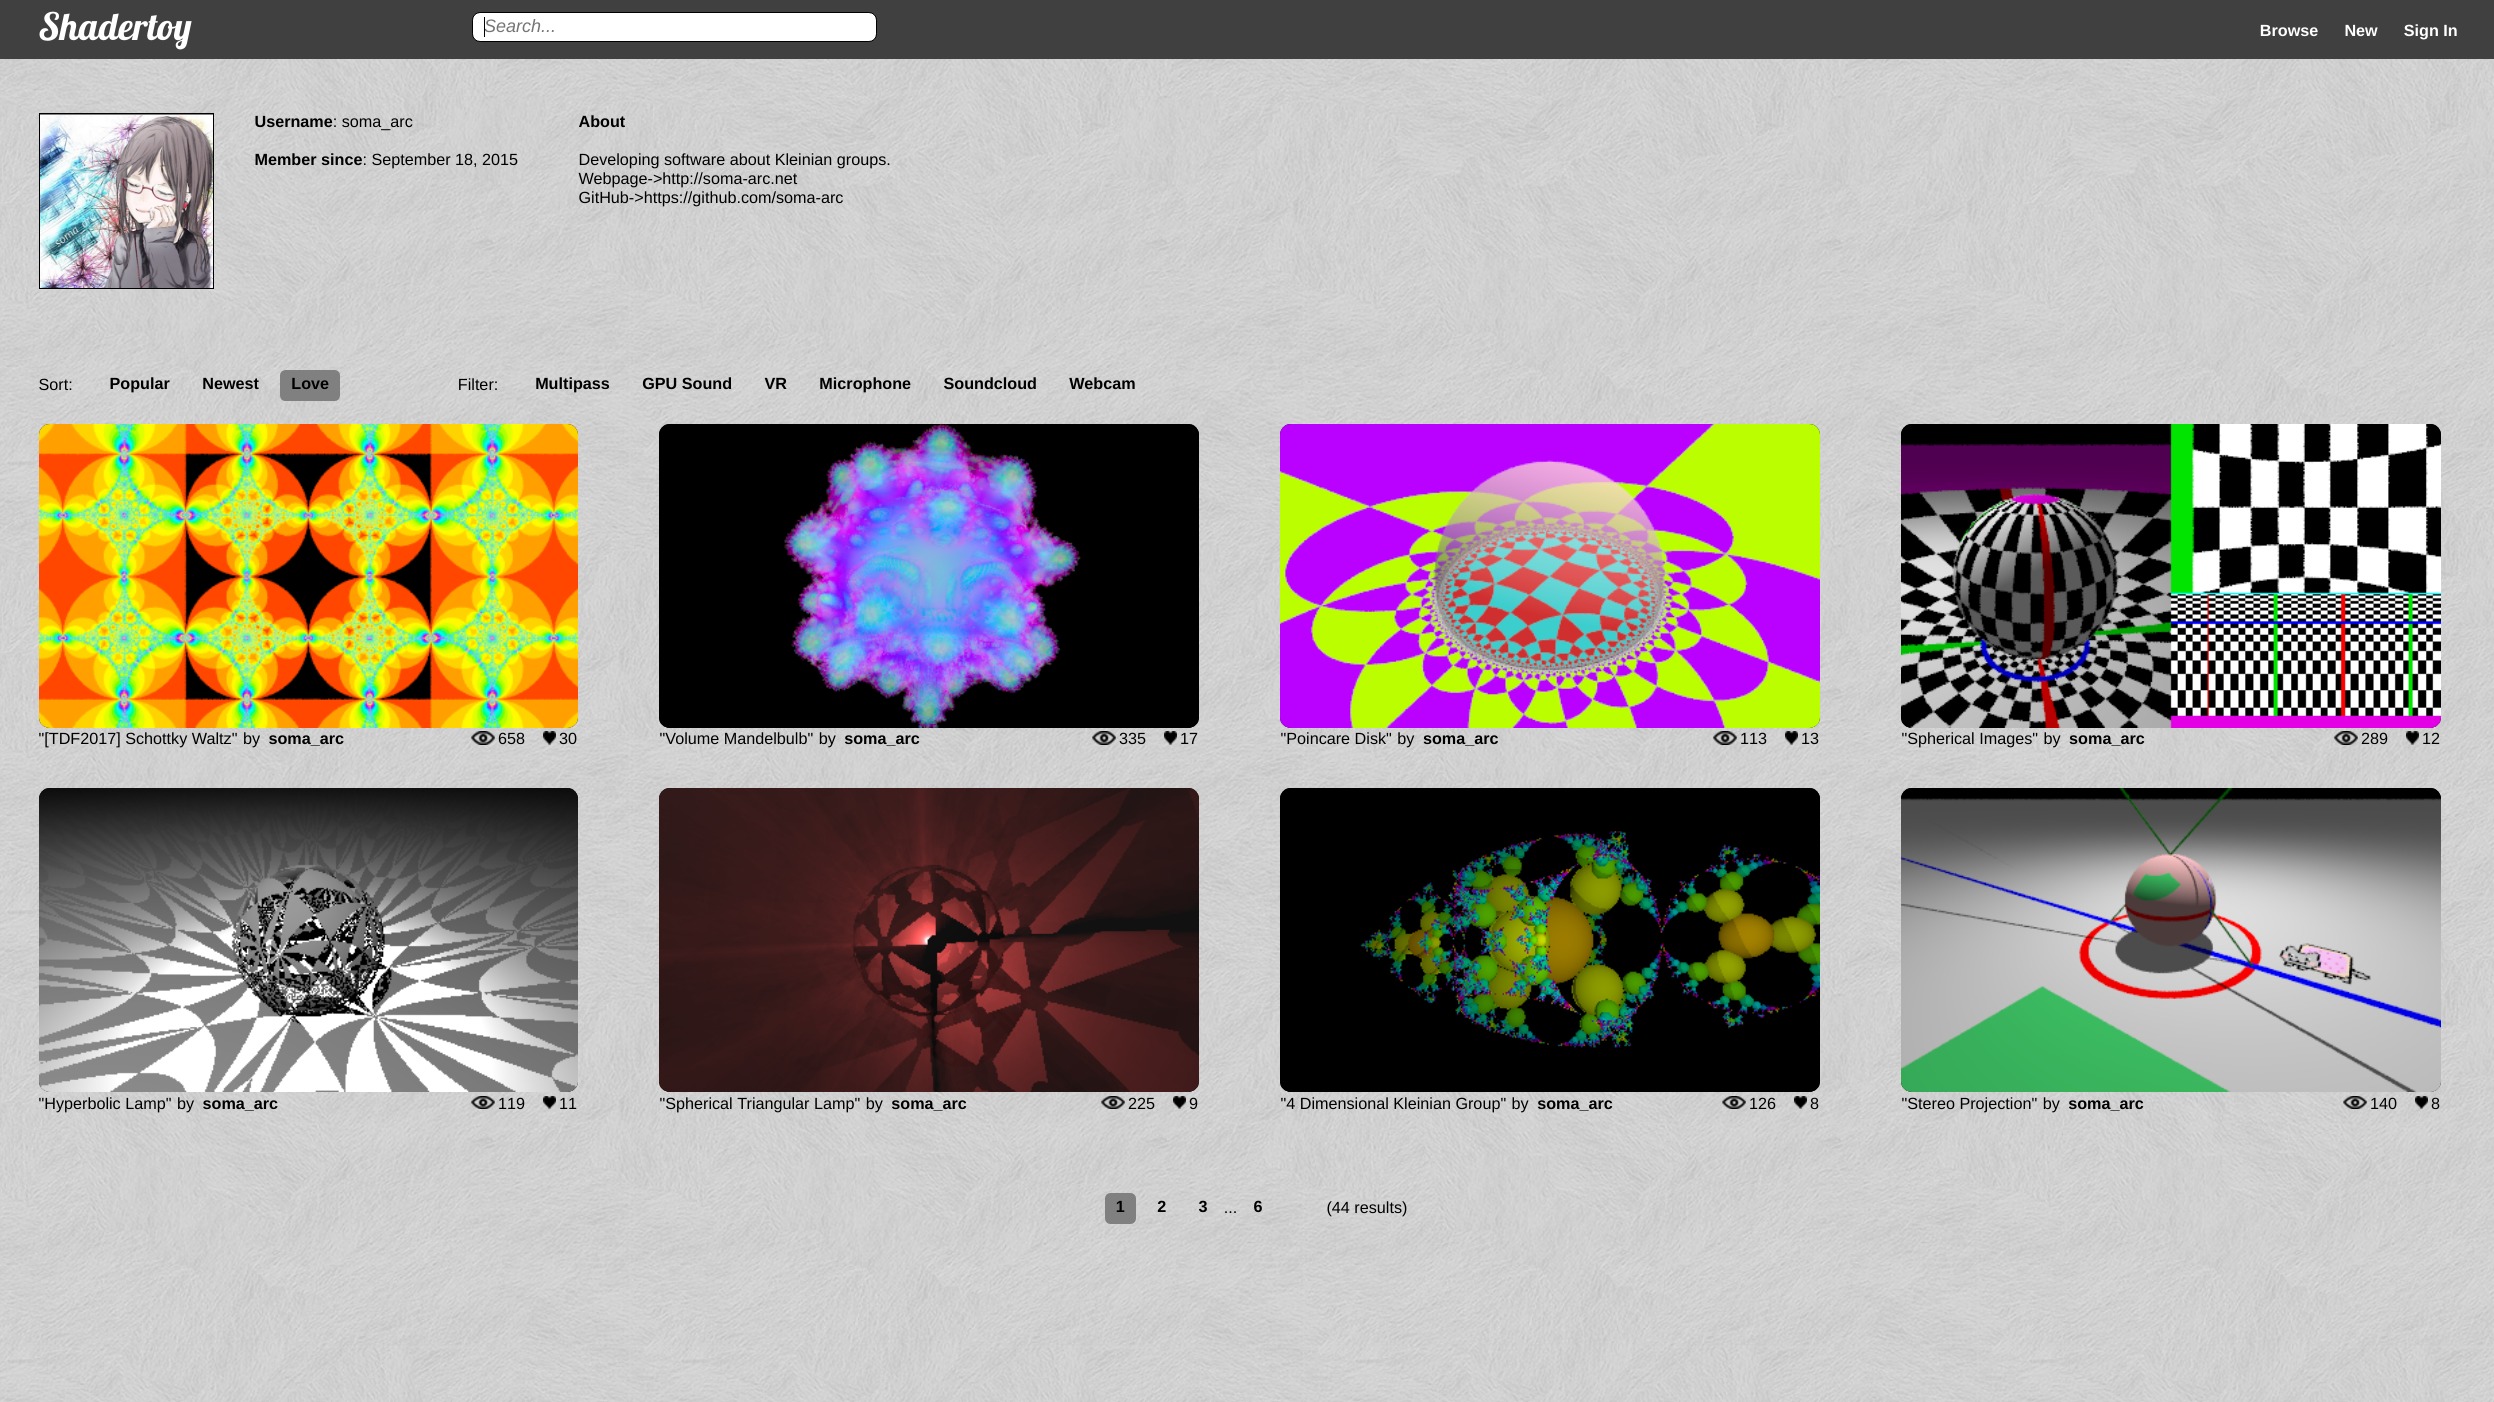 Shadertoy
Search...
Browse New Sign In
Username: soma_arc
Member since: September 18, 2015
About
Developing software about Kleinian groups.
Webpage->http://soma-arc.net
GitHub->https://github.com/soma-arc
Sort: Popular Newest Love Filter: Multipass GPU Sound VR Microphone Soundcloud Webcam
"[TDF2017] Schottky Waltz" by soma_arc 658 30
"Volume Mandelbulb" by soma_arc 335 17
"Poincare Disk" by soma_arc 113 13
"Spherical Images" by soma_arc 289 12
"Hyperbolic Lamp" by soma_arc 119 11
"Spherical Triangular Lamp" by soma_arc 225 9
"4 Dimensional Kleinian Group" by soma_arc 126 8
"Stereo Projection" by soma_arc 140 8
1 2 3 ... 6 (44 results)